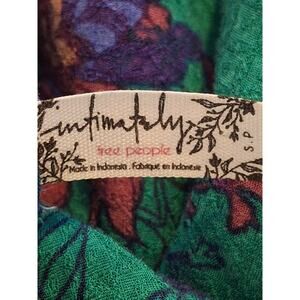 intimately
free people
Made in Indonesia . Fabriqué en Indonésie
S.P